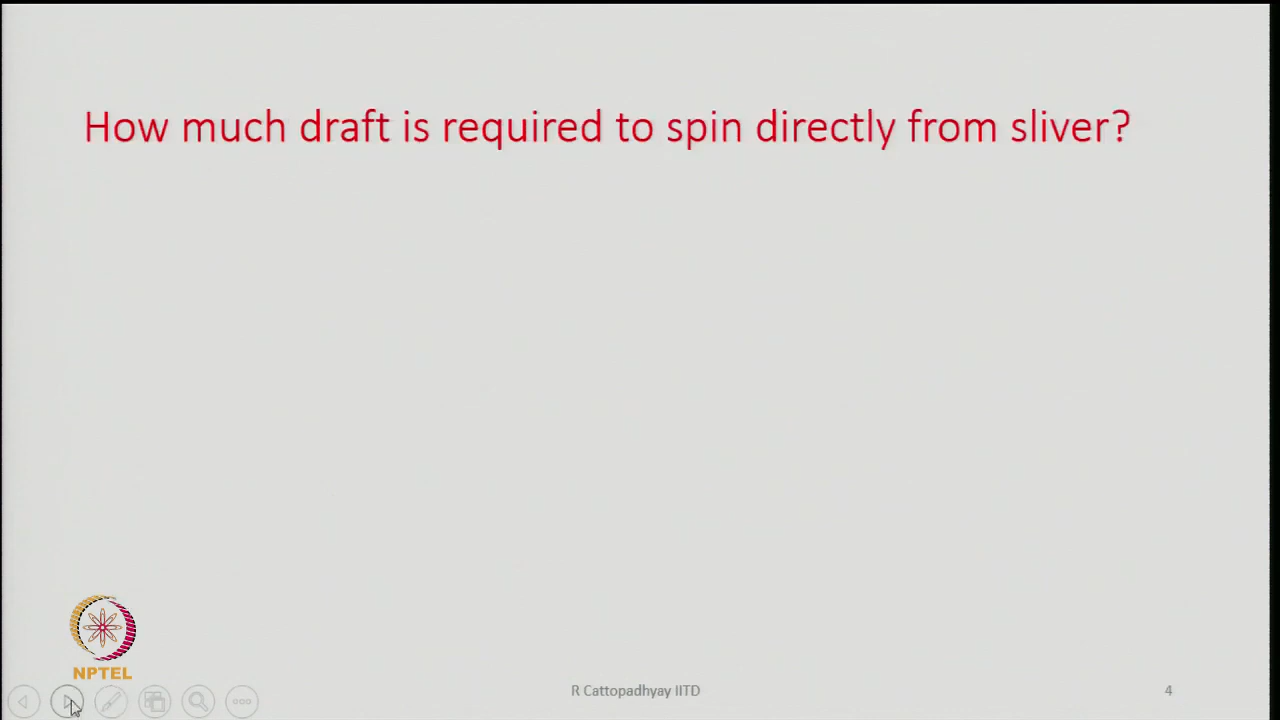 How much draft is required to spin directly from sliver?
NPTEL
R Cattopadhyay IITD
4